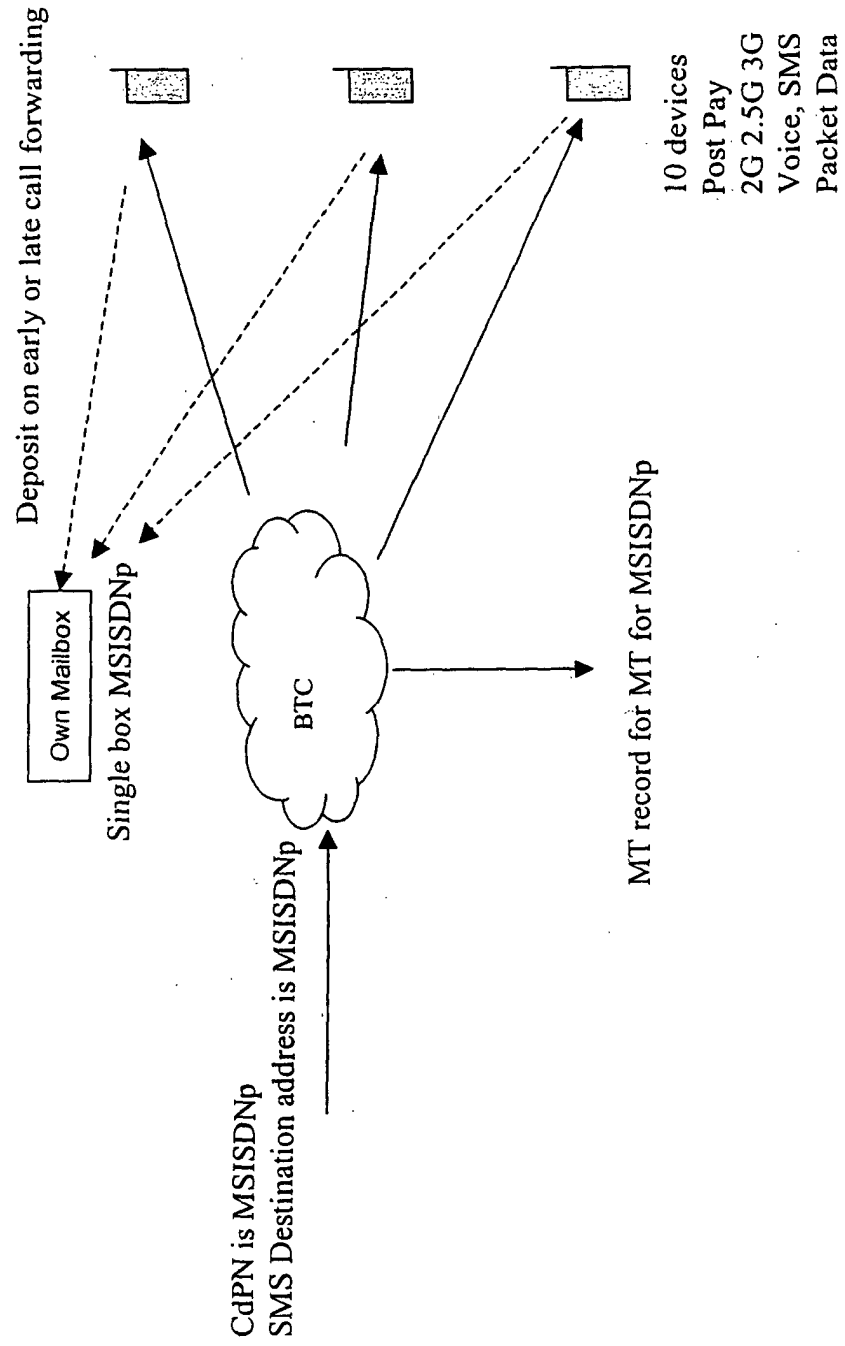 Deposit on early or late call forwarding
Own Mailbox
Single box MSISDNp
BTC
CdPN is MSISDNp
SMS Destination address is MSISDNp
MT record for MT for MSISDNp
10 devices
Post Pay
2G 2.5G 3G
Voice, SMS
Packet Data